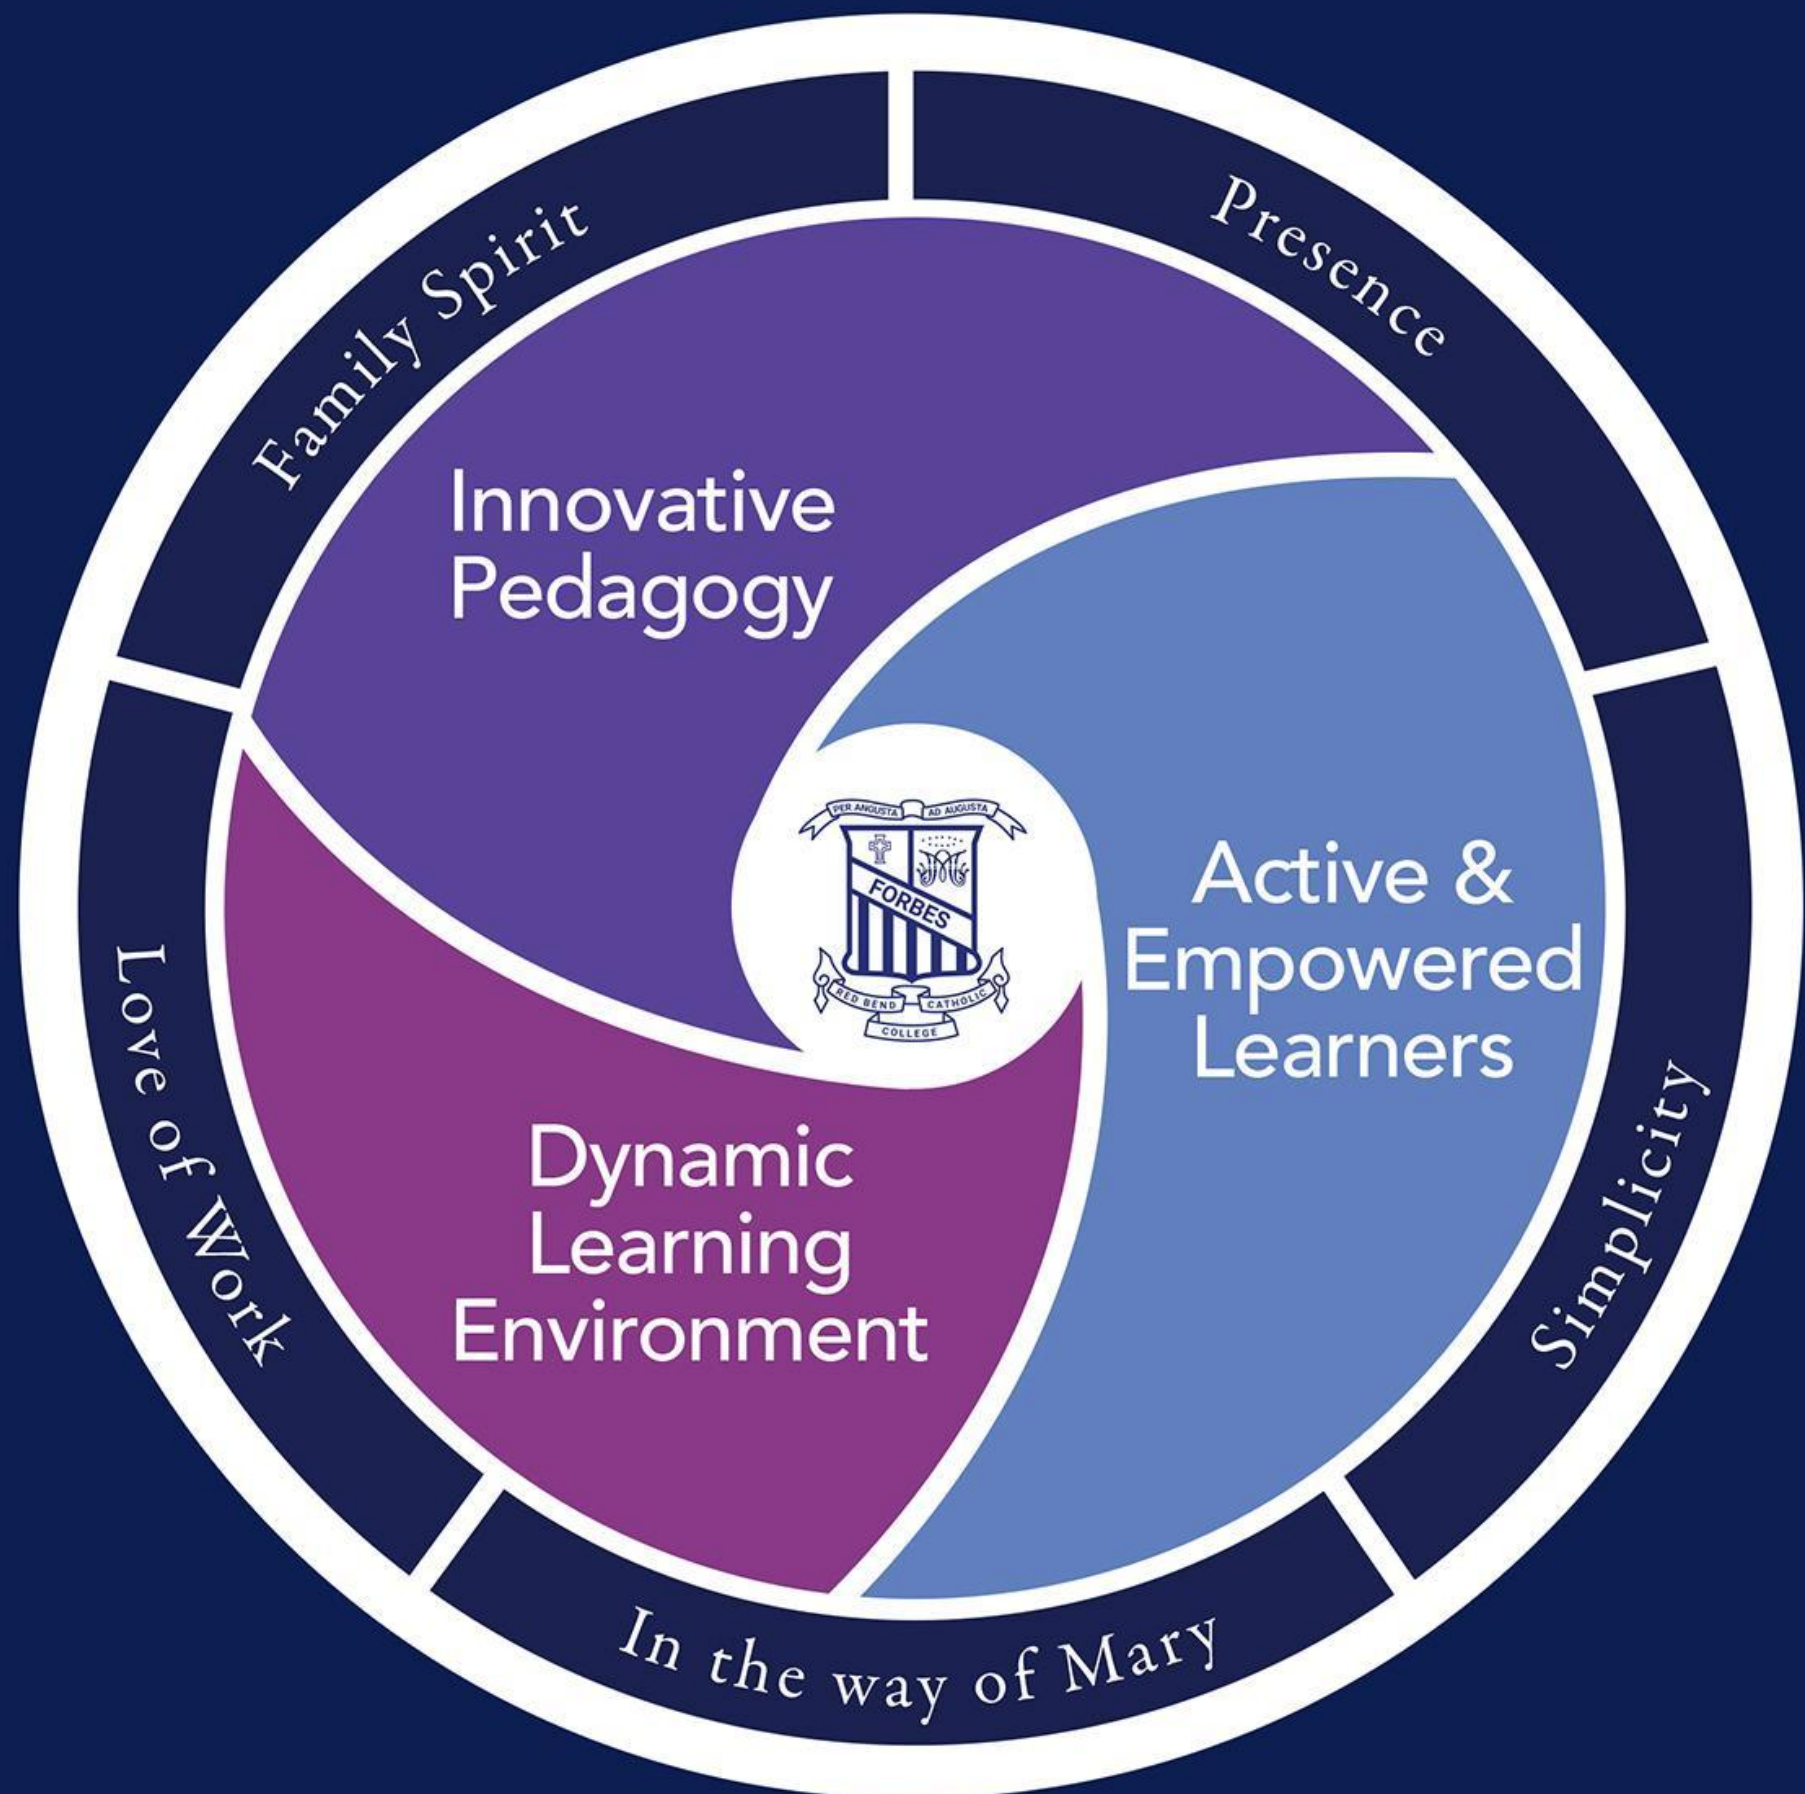 Family Spirit
Presence
Innovative
Pedagogy
PER ANGUSTA AD AUGUSTA
FORBES
RED BEND CATHOLIC
COLLEGE
Active &
Empowered
Learners
Dynamic
Learning
Environment
Love of Work
Simplicity
In the way of Mary